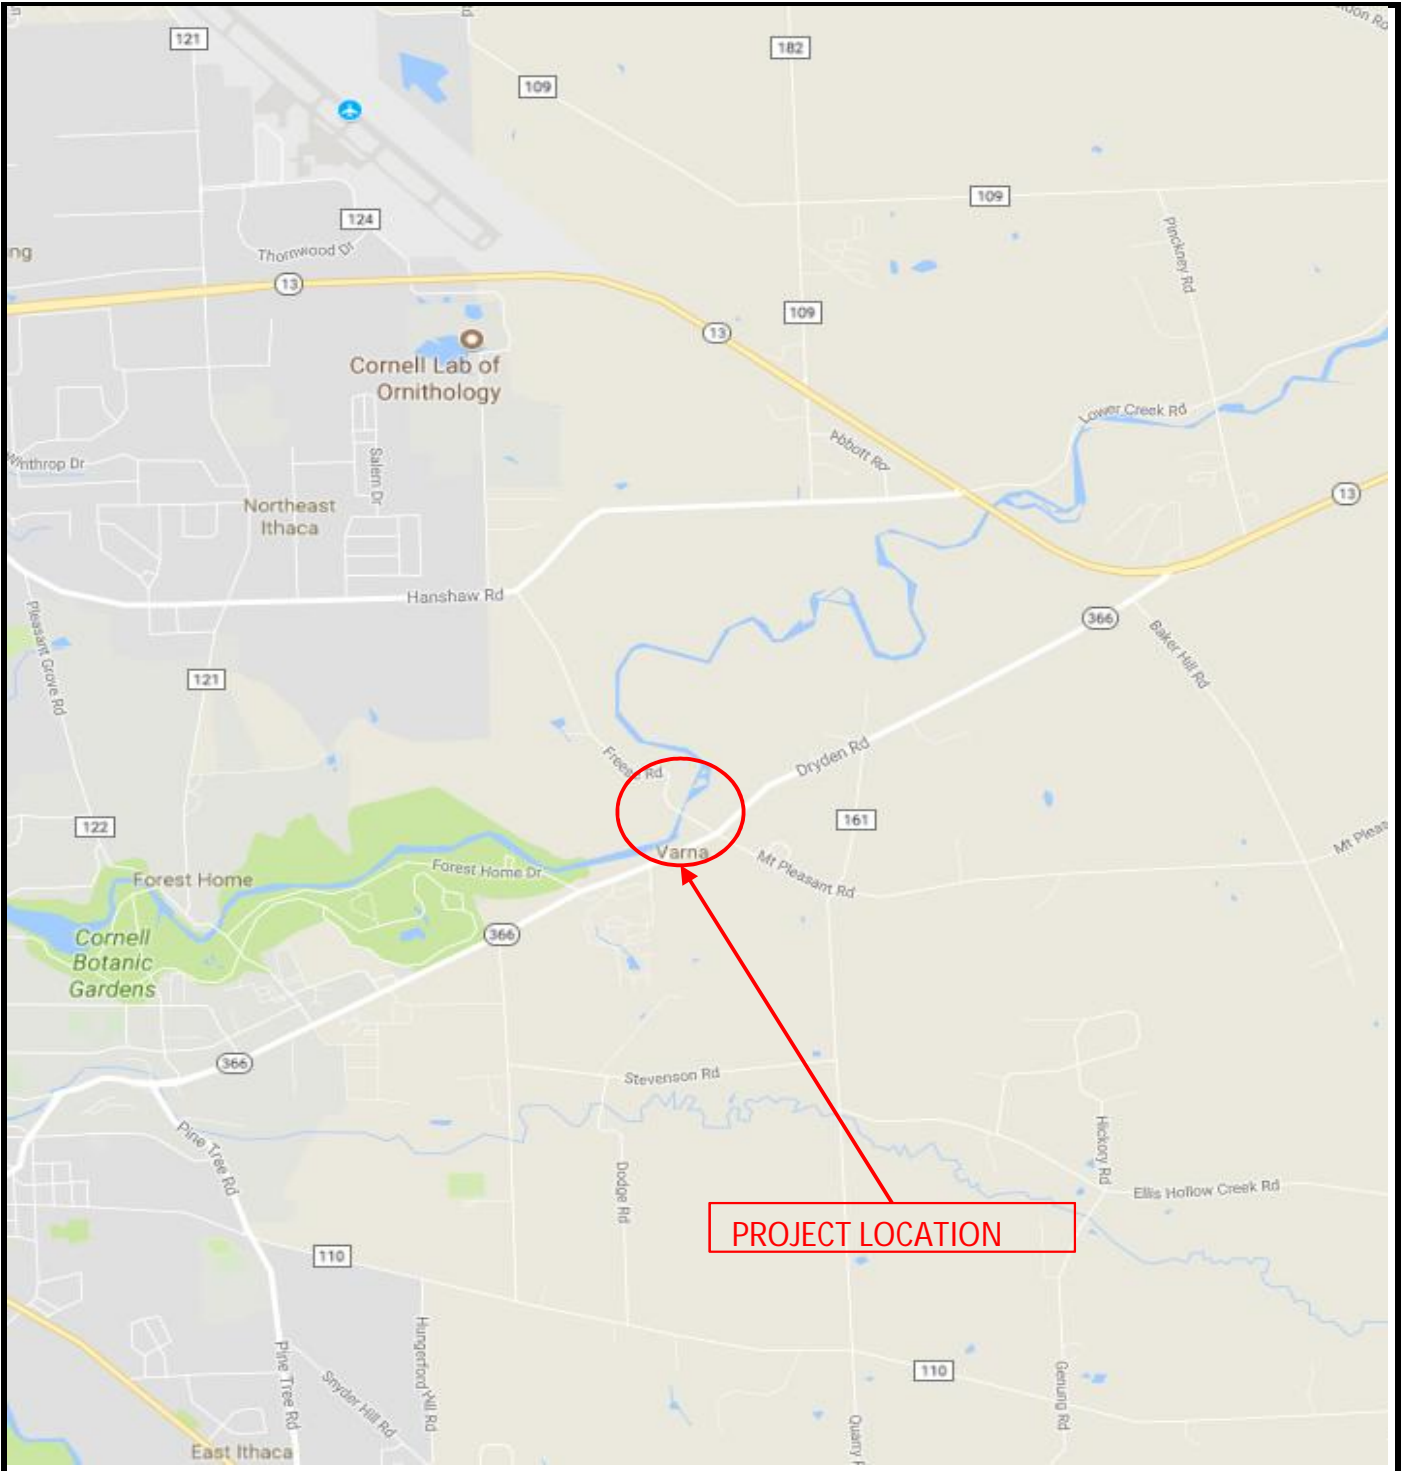 121
182
109
109
124
Thornwood Dr
13
Pinckney Rd
109
13
Cornell Lab of
Ornithology
Lower Creek Rd
Abbott
Winthrop Dr
Salem Dr
13
Northeast
Ithaca
Hanshaw Rd
366
Pleasant Grove Rd
Baker Hill Rd
121
Freese Rd
Dryden Rd
122
161
Varna
Mt Pleasant Rd
Forest Home Dr
Forest Home
366
Cornell
Botanic
Gardens
366
Stevenson Rd
Pine Tree Rd
Hickory Rd
Dodge Rd
Ellis Hollow Creek Rd
PROJECT LOCATION
110
Hungerford Hill Rd
Pine Tree Rd
Snyder Hill Rd
110
Genung Rd
Quarry
East Ithaca